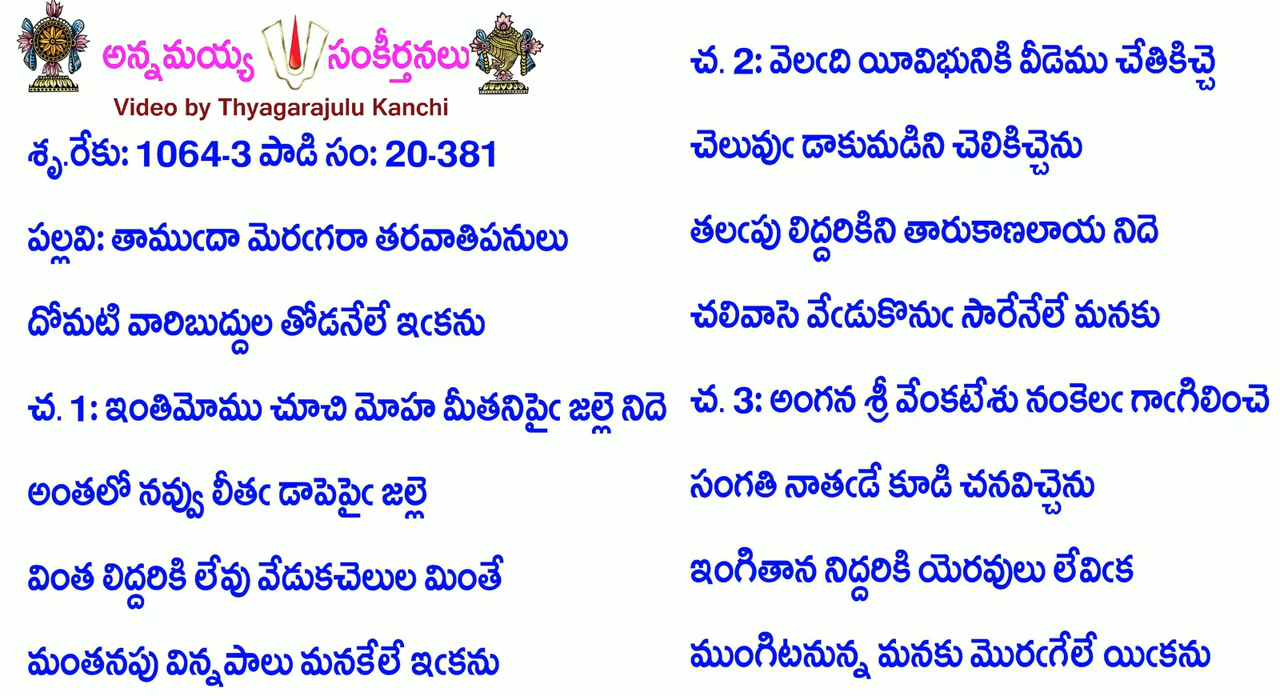 అన్నమయ్య సంకీర్తనలు
Video by Thyagarajulu Kanchi
శృ.రేకు: 1064-3 పాడి సం: 20-381
పల్లవి: తాముఁదా మెరఁగరా తరవాతిపనులు
దోమటి వారిబుద్దుల తోడనేలే ఇఁకను
చ. 1: ఇంతిమోము చూచి మోహ మీతనిపైఁ జల్లె నిదె
అంతలో నవ్వు లీతఁ డాపెపైఁ జల్లె
వింత లిద్దరికి లేవు వేడుకచెలుల మింతే
మంతనపు విన్నపాలు మనకేలే ఇఁకను
చ. 2: వెలఁది యీవిభునికి వీడెము చేతికిచ్చె
చెలువుఁ డాకుమడిని చెలికిచ్చెను
తలఁపు లిద్దరికిని తారుకాణలాయ నిదె
చలివాసె వేఁడుకొనుఁ సారేనేలే మనకు
చ. 3: అంగన శ్రీ వేంకటేశు నంకెలఁ గాఁగిలించె
సంగతి నాతఁడే కూడి చనవిచ్చెను
ఇంగితాన నిద్దరికి యెరవులు లేవిఁక
ముంగిటనున్న మనకు మొరఁగేలే యిఁకను